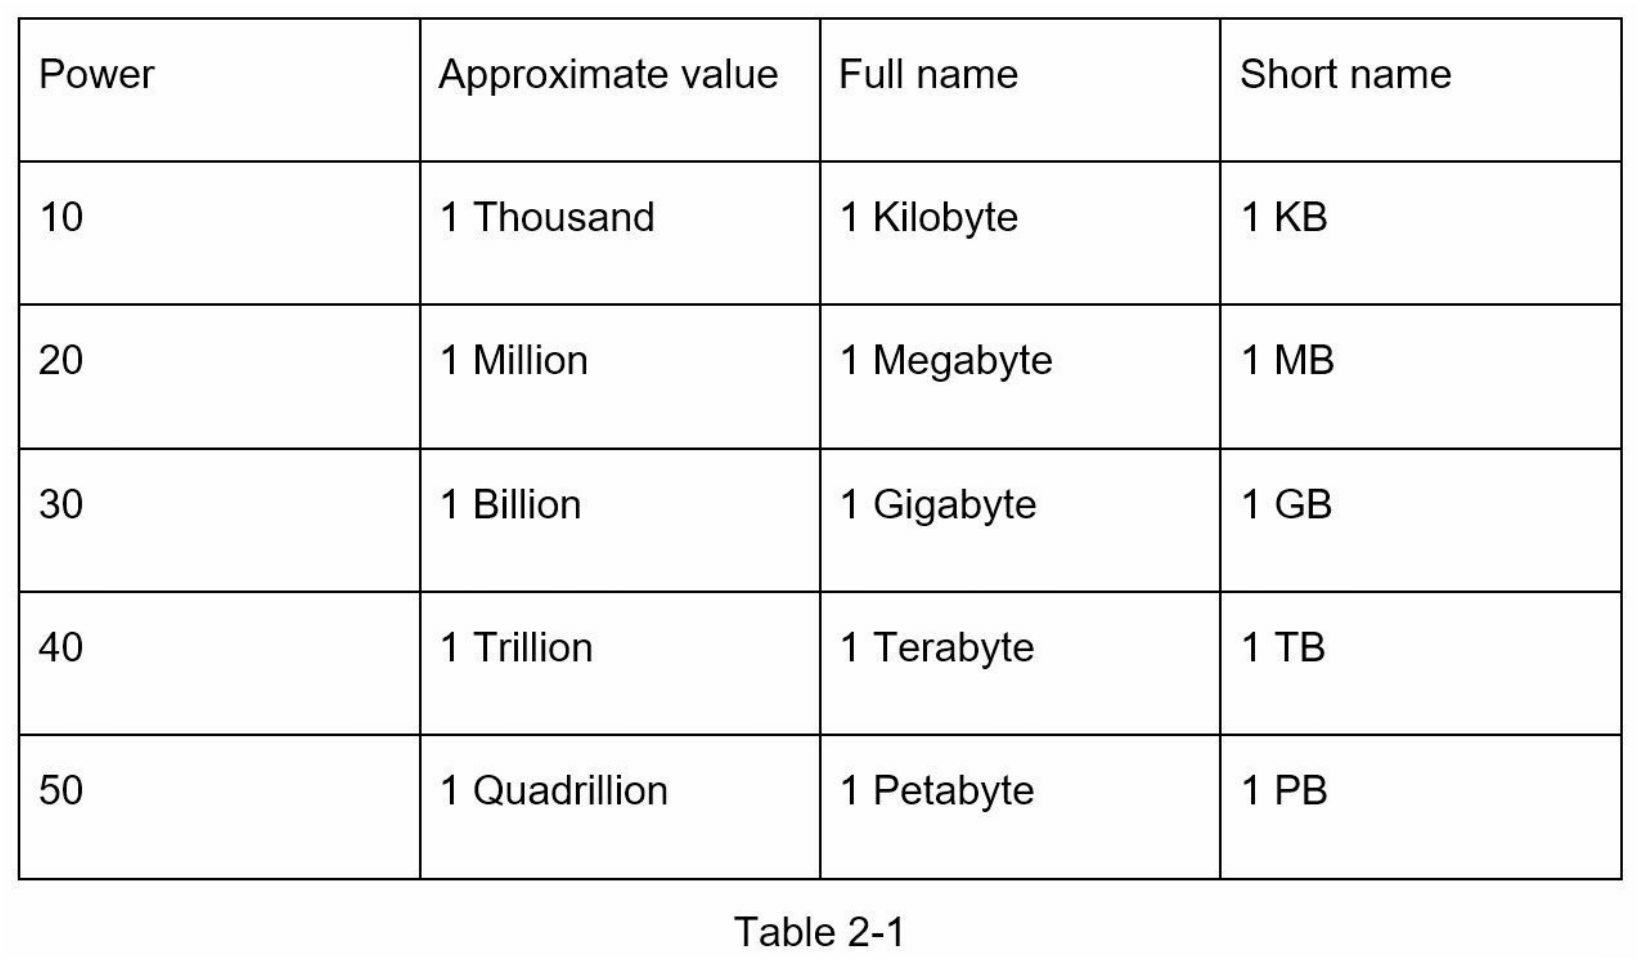 Power Approximate value Full name Short name
10 1 Thousand 1 Kilobyte 1 KB
20 1 Million 1 Megabyte 1 MB
30 1 Billion 1 Gigabyte 1 GB
40 1 Trillion 1 Terabyte 1 TB
50 1 Quadrillion 1 Petabyte 1 PB
Table 2-1